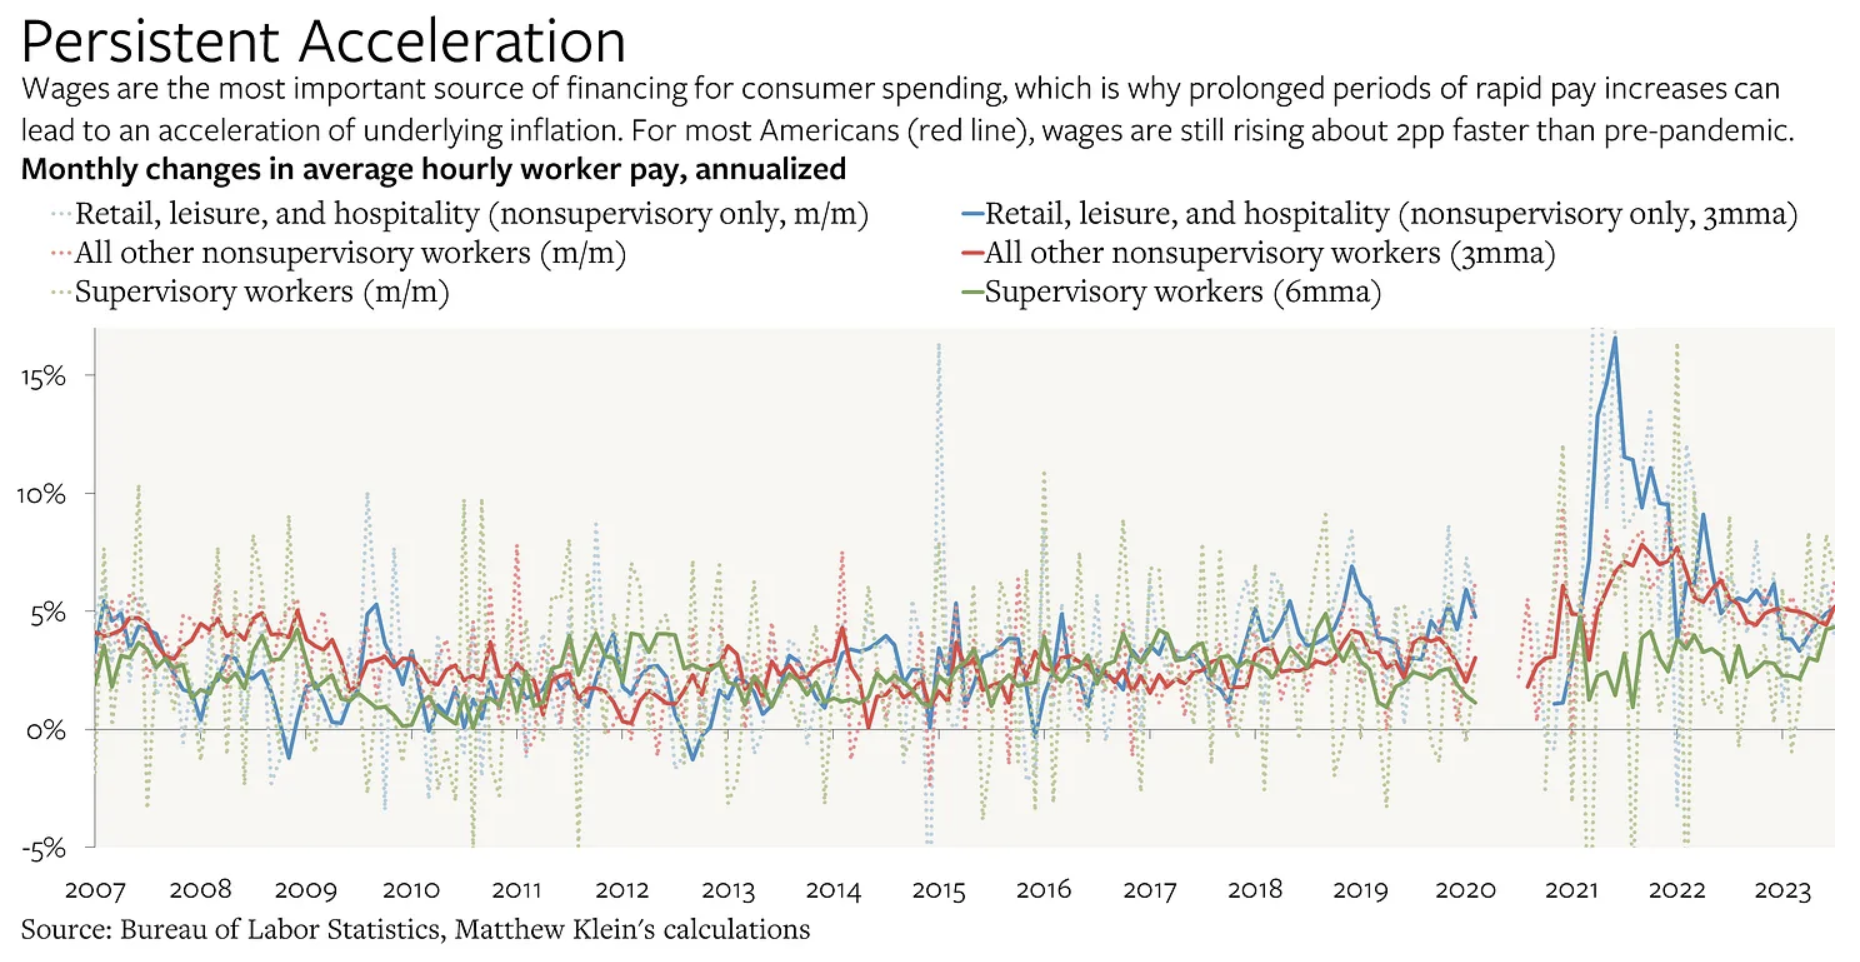 Persistent Acceleration
Wages are the most important source of financing for consumer spending, which is why prolonged periods of rapid pay increases can
lead to an acceleration of underlying inflation. For most Americans (red line), wages are still rising about 2pp faster than pre-pandemic.
Monthly changes in average hourly worker pay, annualized
Retail, leisure, and hospitality (nonsupervisory only, m/m)
Retail, leisure, and hospitality (nonsupervisory only, 3mma)
All other nonsupervisory workers (m/m)
All other nonsupervisory workers (3mma)
Supervisory workers (m/m)
Supervisory workers (6mma)
15%
10%
5%
0%
-5%
2007 2008 2009 2010 2011 2012 2013 2014 2015 2016 2017 2018 2019 2020 2021 2022 2023
Source: Bureau of Labor Statistics, Matthew Klein's calculations